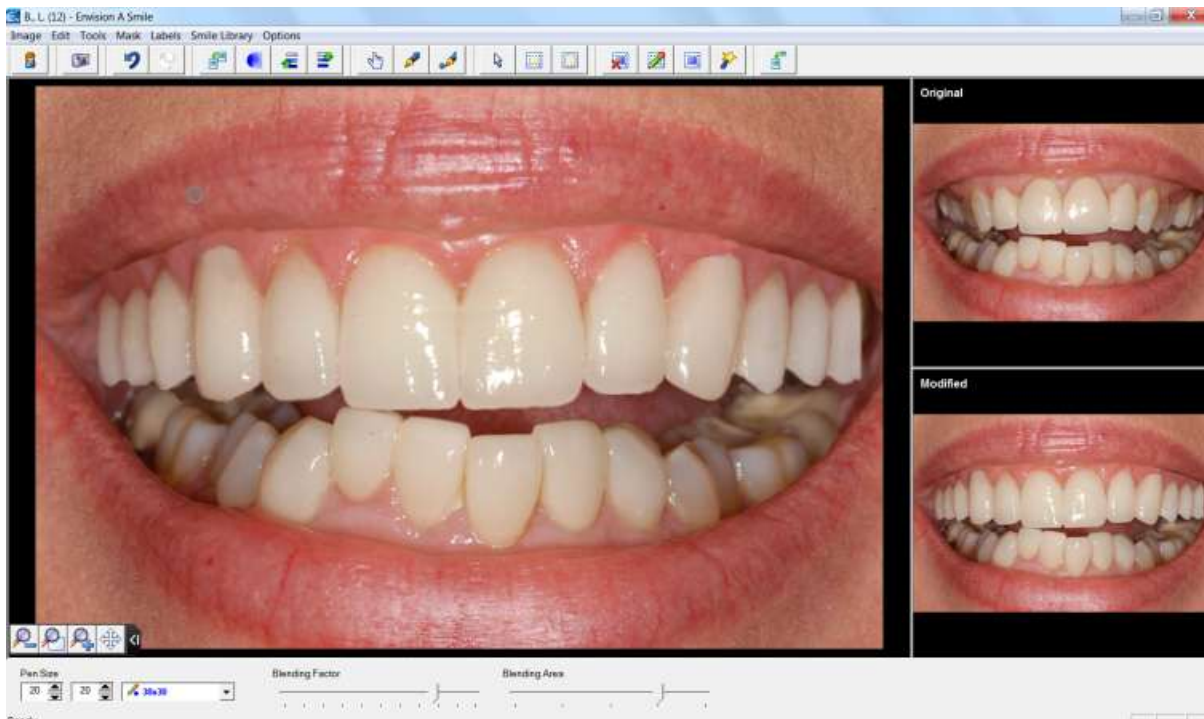 B., L. (12) - Envision A Smile
Image Edit Tools Mask Labels Smile Library Options
Original
Modified
Pen Size
20
20
30x30
Blending Factor
Blending Area